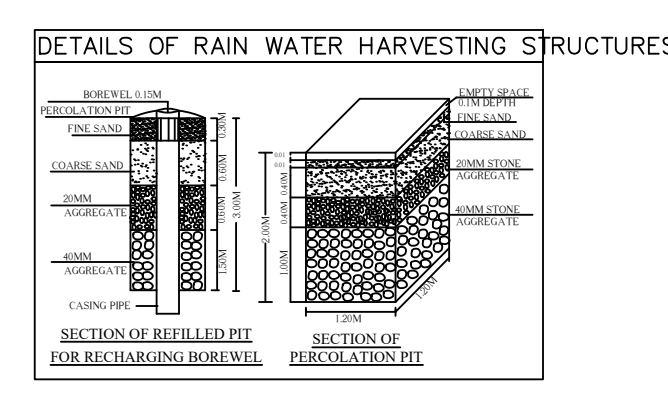 DETAILS OF RAIN WATER HARVESTING STRUCTURES
BOREWEL 0.15M
PERCOLATION PIT
FINE SAND
COARSE SAND
20MM
AGGREGATE
40MM
AGGREGATE
CASING PIPE
0.30M
0.60M
0.60M
1.50M
3.00M
SECTION OF REFILLED PIT
FOR RECHARGING BOREWEL
EMPTY SPACE
0.1M DEPTH
FINE SAND
COARSE SAND
20MM STONE
AGGREGATE
40MM STONE
AGGREGATE
0.01
0.01
0.40M
0.40M
1.00M
2.00M
1.20M
1.20M
SECTION OF
PERCOLATION PIT